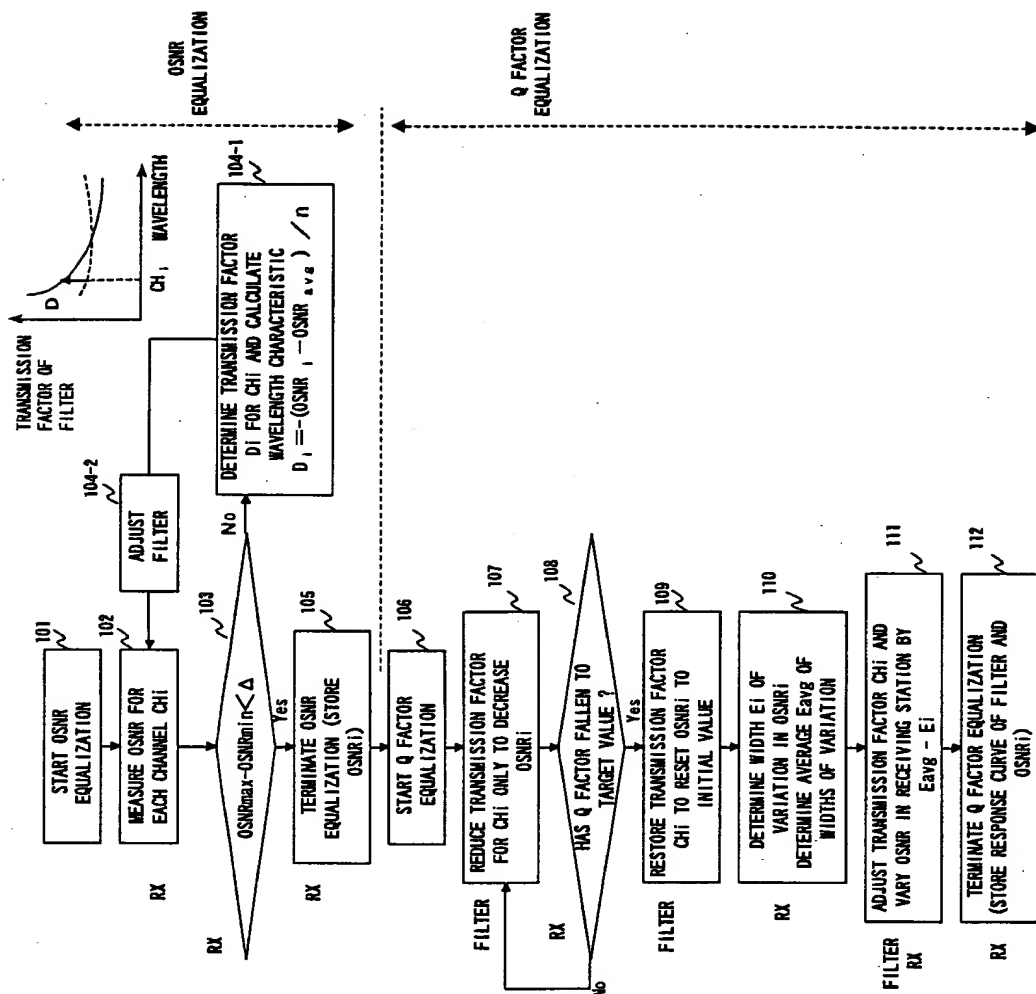 TRANSMISSION
FACTOR OF
FILTER
D
CH i
WAVELENGTH
OSNR
EQUALIZATION
Q FACTOR
EQUALIZATION
101
START OSNR
EQUALIZATION
102
MEASURE OSNR FOR
EACH CHANNEL CHi
RX
104-2
ADJUST
FILTER
103
OSNRmax-OSNRmin<Δ
RX
No
Yes
104-1
DETERMINE TRANSMISSION FACTOR
Di FOR CHi AND CALCULATE
WAVELENGTH CHARACTERISTIC
D i =-(OSNR i -OSNR avg) /n
105
TERMINATE OSNR
EQUALIZATION (STORE
OSNRi)
RX
106
START Q FACTOR
EQUALIZATION
107
REDUCE TRANSMISSION FACTOR
FOR CHi ONLY TO DECREASE
OSNRi
FILTER
108
HAS Q FACTOR FALLEN TO
TARGET VALUE ?
RX
No
Yes
109
RESTORE TRANSMISSION FACTOR
CHi TO RESET OSNRi TO
INITIAL VALUE
FILTER
110
DETERMINE WIDTH Ei OF
VARIATION IN OSNRi
DETERMINE AVERAGE Eavg OF
WIDTHS OF VARIATION
RX
111
ADJUST TRANSMISSION FACTOR CHi AND
VARY OSNR IN RECEIVING STATION BY
Eavg - Ei
FILTER
RX
112
TERMINATE Q FACTOR EQUALIZATION
(STORE RESPONSE CURVE OF FILTER AND
OSNRi)
RX